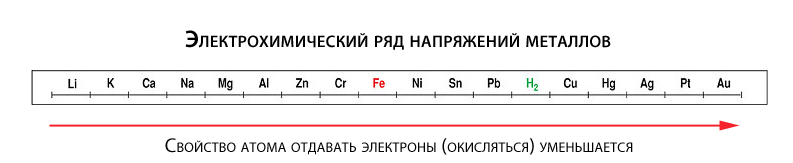 Электрохимический ряд напряжений металлов
Li K Ca Na Mg Al Zn Cr Fe Ni Sn Pb H₂ Cu Hg Ag Pt Au
Свойство атома отдавать электроны (окисляться) уменьшается